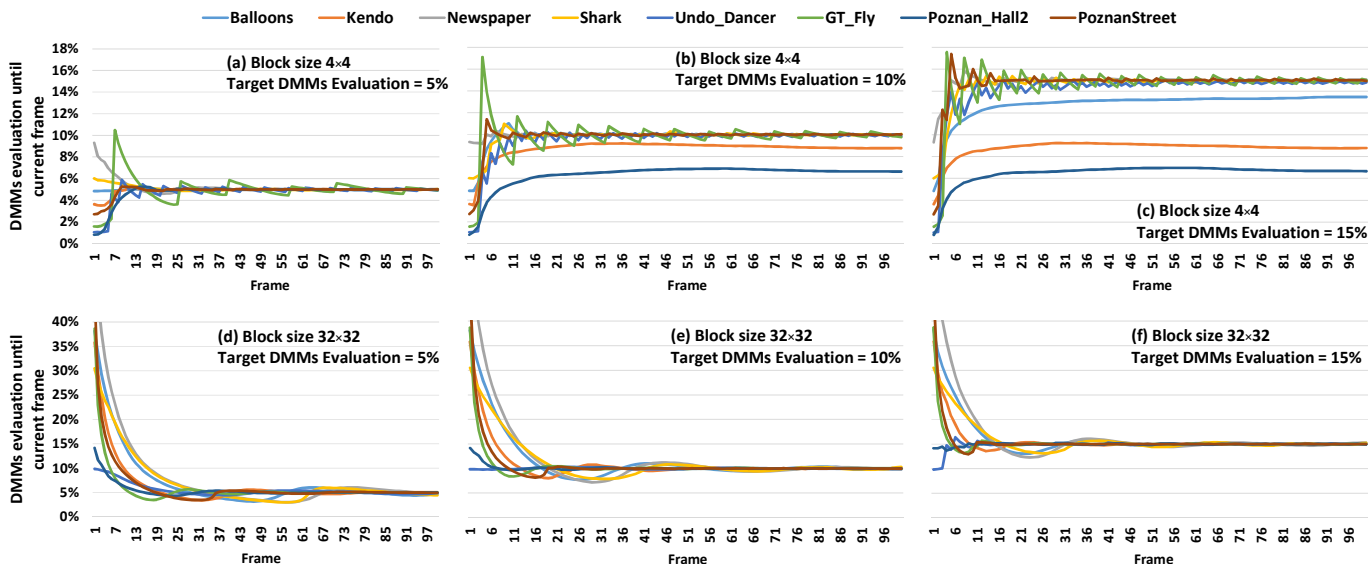 Balloons Kendo Newspaper Shark Undo_Dancer GT_Fly Poznan_Hall2 PoznanStreet
DMMs evaluation until
current frame
18%
16%
14%
12%
10%
8%
6%
4%
2%
0%
(a) Block size 4×4
Target DMMs Evaluation = 5%
1 7 13 19 25 31 37 43 49 55 61 67 73 79 85 91 97
Frame
(b) Block size 4×4
Target DMMs Evaluation = 10%
1 6 11 16 21 26 31 36 41 46 51 56 61 66 71 76 81 86 91 96
Frame
(c) Block size 4×4
Target DMMs Evaluation = 15%
1 6 11 16 21 26 31 36 41 46 51 56 61 66 71 76 81 86 91 96
Frame
DMMs evlauation until
current frame
40%
35%
30%
25%
20%
15%
10%
5%
0%
(d) Block size 32×32
Target DMMs Evaluation = 5%
1 7 13 19 25 31 37 43 49 55 61 67 73 79 85 91 97
Frame
(e) Block size 32×32
Target DMMs Evaluation = 10%
1 6 11 16 21 26 31 36 41 46 51 56 61 66 71 76 81 86 91 96
Frame
(f) Block size 32×32
Target DMMs Evaluation = 15%
1 6 11 16 21 26 31 36 41 46 51 56 61 66 71 76 81 86 91 96
Frame